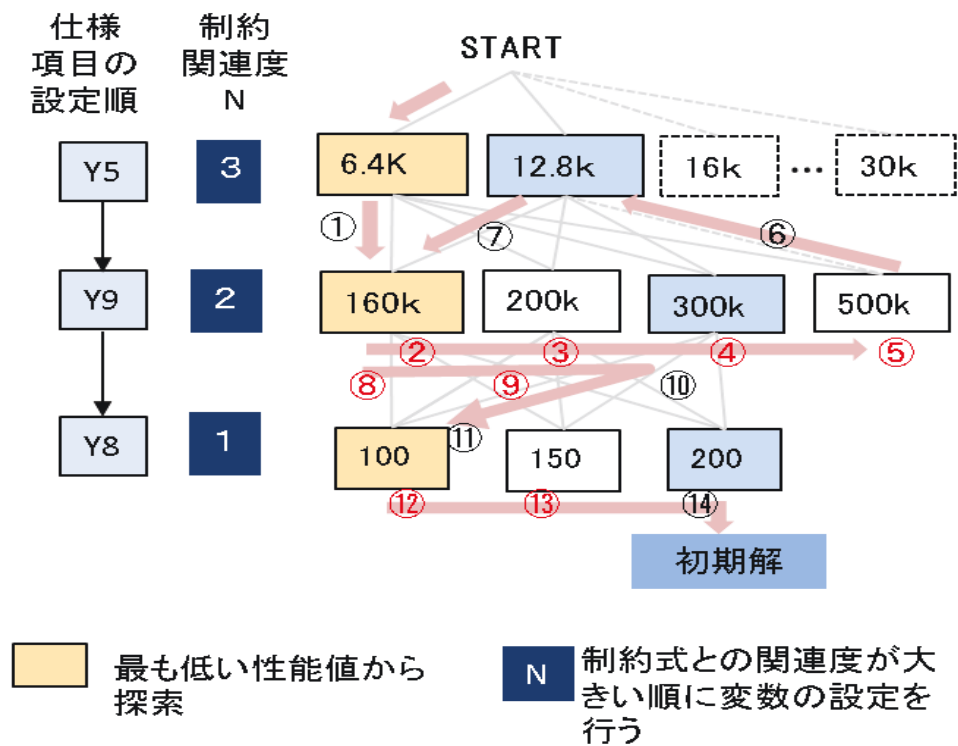 仕様
項目の
設定順
制約
関連度
N
START
Y5
3
6.4K
12.8k
16k
...
30k
①
⑦
⑥
Y9
2
160k
200k
300k
500k
②
③
④
⑤
⑧
⑨
⑩
Y8
1
⑪
100
150
200
⑫
⑬
⑭
初期解
最も低い性能値から
探索
N
制約式との関連度が大
きい順に変数の設定を
行う